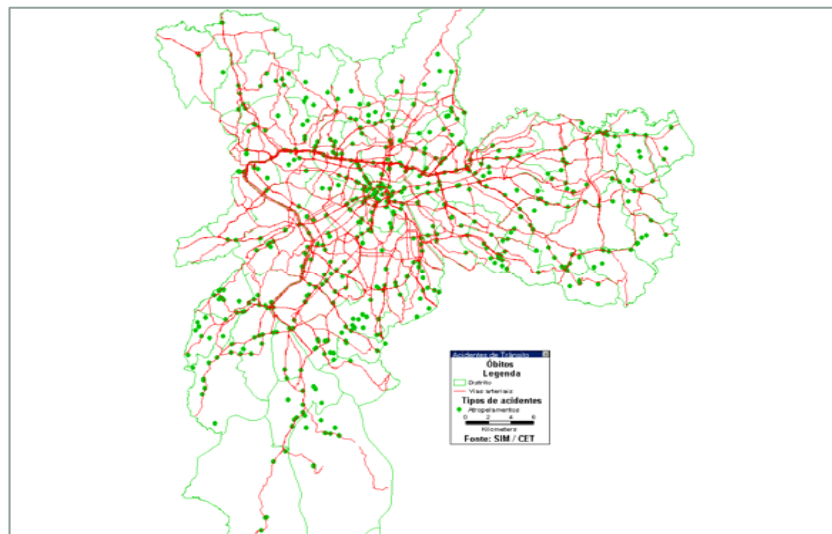 Acidentes de Trânsito
Óbitos
Legenda
Distrito
Vias arteriais
Tipos de acidentes
Atropelamentos
0 2 4 6
Kilometers
Fonte: SIM / CET